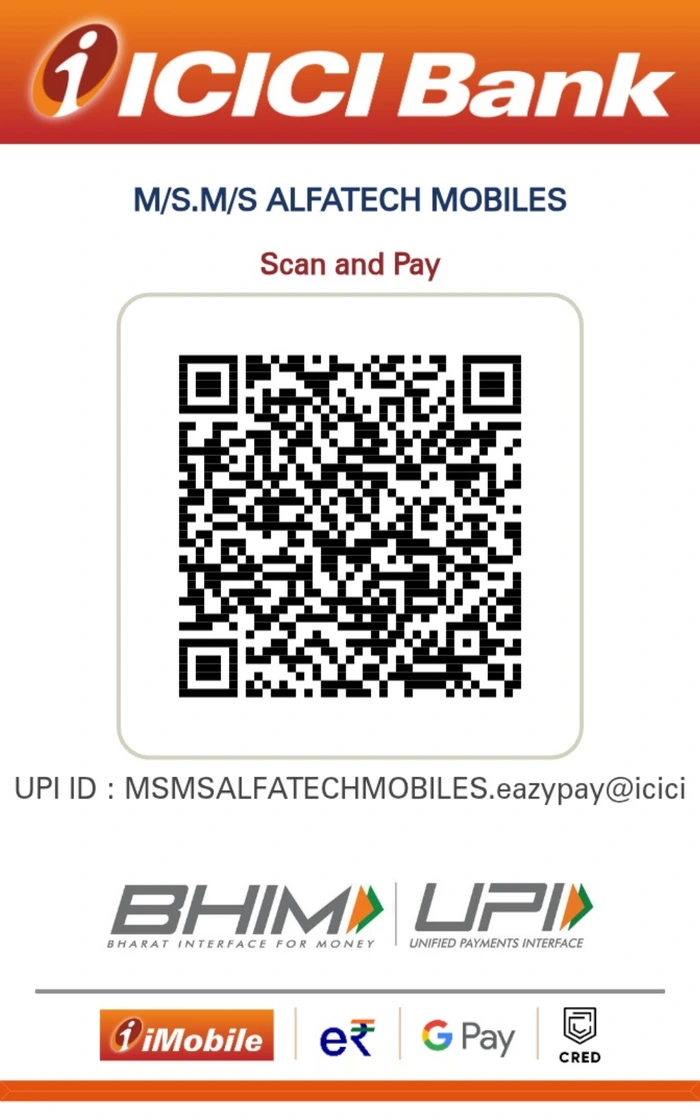 ICICI Bank
M/S.M/S ALFATECH MOBILES
Scan and Pay
UPI ID : MSMSALFATECHMOBILES.eazypay@icici
BHIM UPI
BHARAT INTERFACE FOR MONEY UNIFIED PAYMENTS INTERFACE
iMobile e₹ G Pay CRED